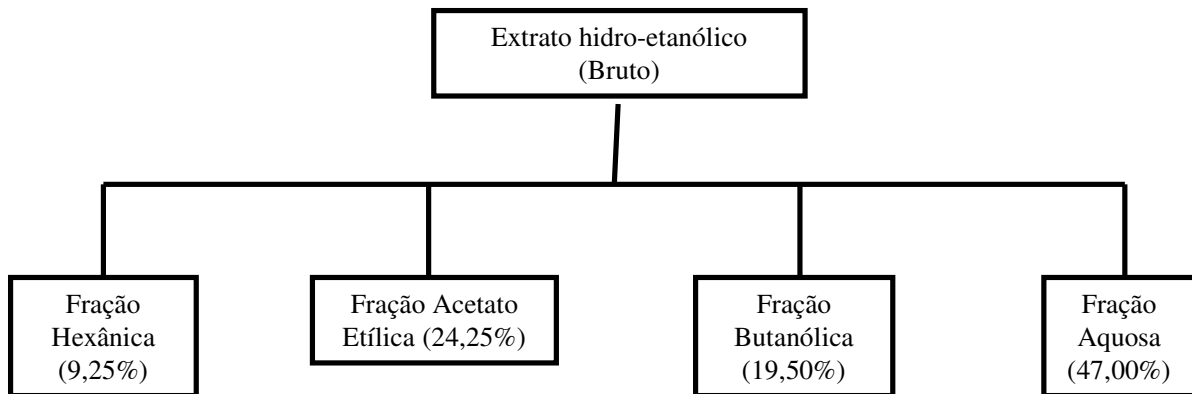 Extrato hidro-etanólico
(Bruto)
Fração
Hexânica
(9,25%)
Fração Acetato
Etílica (24,25%)
Fração
Butanólica
(19,50%)
Fração
Aquosa
(47,00%)